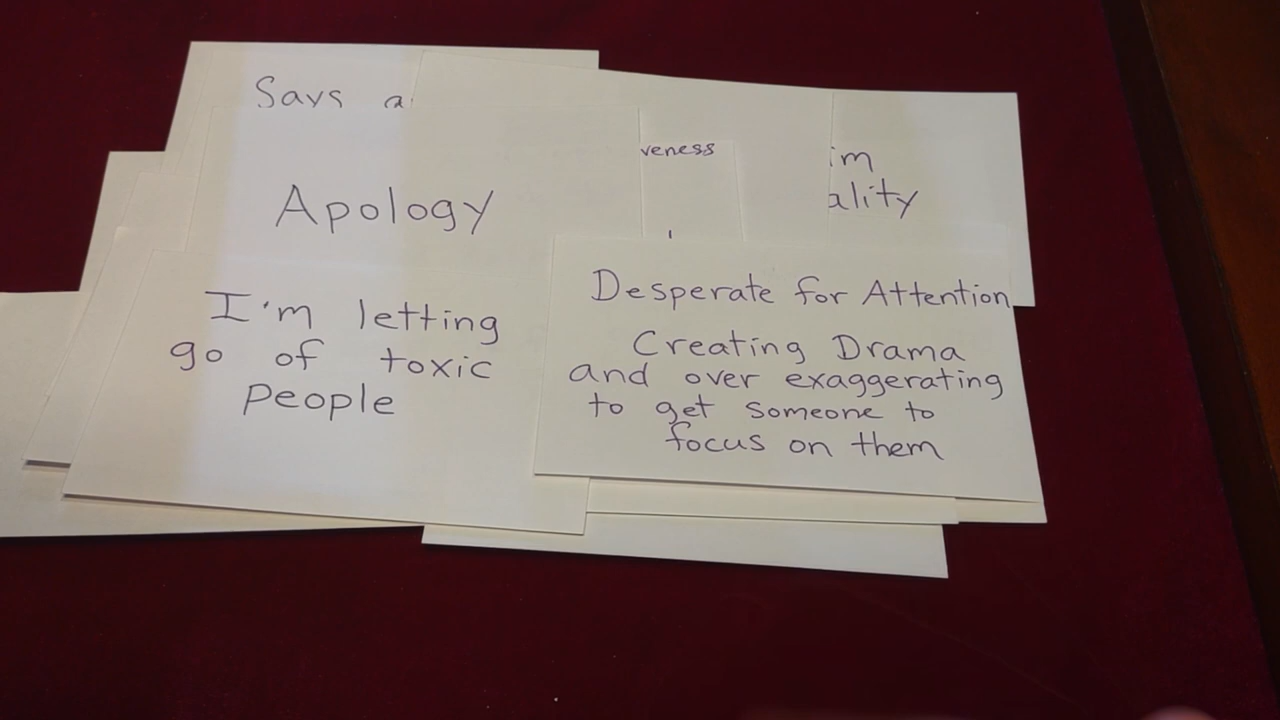 Says a
veness
im
ality
Apology
I'm letting
go of toxic
people
Desperate for Attention
Creating Drama
and over exaggerating
to get someone to
focus on them